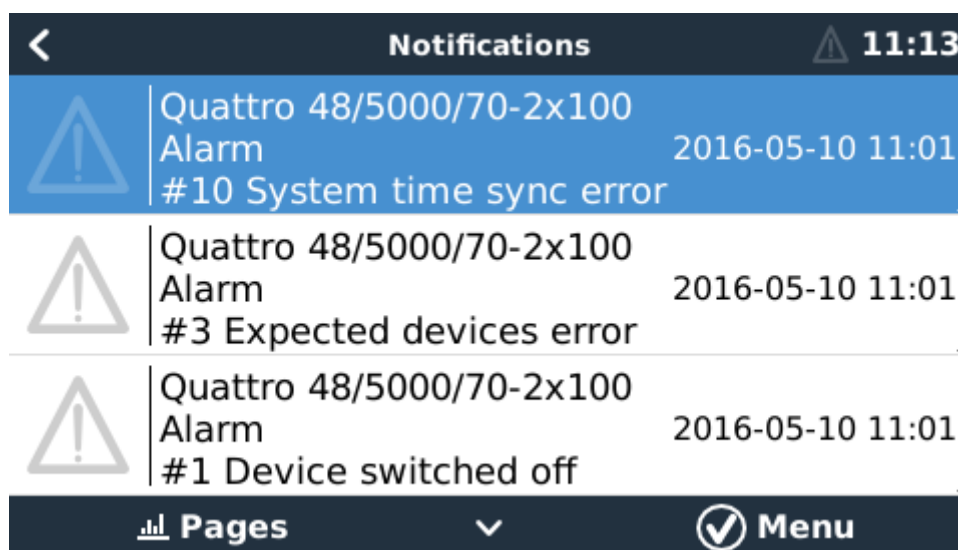 Notifications
11:13
Quattro 48/5000/70-2x100
Alarm
2016-05-10 11:01
#10 System time sync error
Quattro 48/5000/70-2x100
Alarm
2016-05-10 11:01
#3 Expected devices error
Quattro 48/5000/70-2x100
Alarm
2016-05-10 11:01
#1 Device switched off
Pages
Menu